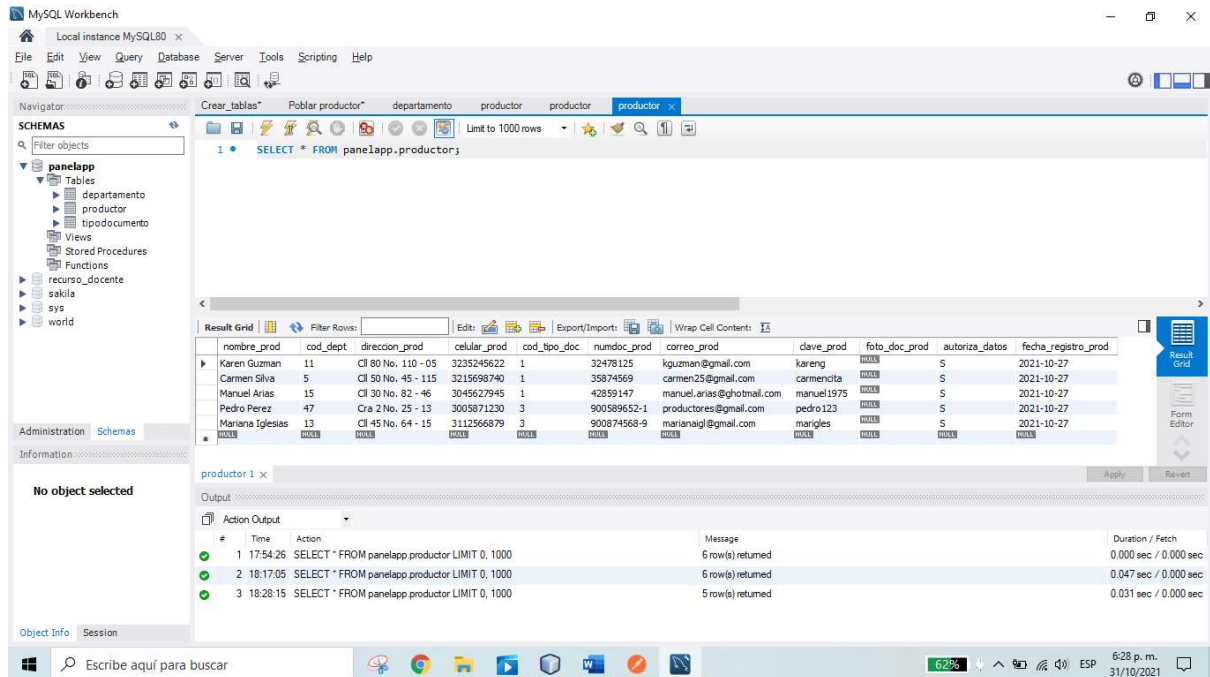 MySQL Workbench
Local instance MySQL80
File Edit View Query Database Server Tools Scripting Help
Navigator
Crear_tablas* Poblar productor* departamento productor productor productor
SCHEMAS
Filter objects
Limit to 1000 rows
1 SELECT * FROM panelapp.productor;
panelapp
Tables
departamento
productor
tipodocumento
Views
Stored Procedures
Functions
recurso_docente
sakila
sys
world
Result Grid Filter Rows: Edit: Export/Import: Wrap Cell Content:
nombre_prod cod_dept direccion_prod celular_prod cod_tipo_doc numdoc_prod correo_prod clave_prod foto_doc_prod autoriza_datos fecha_registro_prod
Karen Guzman 11 Cll 80 No. 110 - 05 3235245622 1 32478125 kguzman@gmail.com kareng NULL S 2021-10-27
Carmen Silva 5 Cll 50 No. 45 - 115 3215698740 1 35874569 carmen25@gmail.com carmencita NULL S 2021-10-27
Manuel Arias 15 Cll 30 No. 82 - 46 3045627945 1 42859147 manuel.arias@ghotmail.com manuel1975 NULL S 2021-10-27
Pedro Perez 47 Cra 2 No. 25 - 13 3005871230 3 900589652-1 productores@gmail.com pedro123 NULL S 2021-10-27
Mariana Iglesias 13 Cll 45 No. 64 - 15 3112566879 3 900874568-9 marianaigl@gmail.com marigles NULL S 2021-10-27
NULL NULL NULL NULL NULL NULL NULL NULL NULL NULL NULL
Result Grid
Form Editor
Administration Schemas
Information
No object selected
productor 1
Apply Revert
Output
Action Output
# Time Action Message Duration / Fetch
1 17:54:26 SELECT * FROM panelapp.productor LIMIT 0, 1000 6 row(s) returned 0.000 sec / 0.000 sec
2 18:17:05 SELECT * FROM panelapp.productor LIMIT 0, 1000 6 row(s) returned 0.047 sec / 0.000 sec
3 18:28:15 SELECT * FROM panelapp.productor LIMIT 0, 1000 5 row(s) returned 0.031 sec / 0.000 sec
Object Info Session
Escribe aquí para buscar
62%
ESP
6:28 p. m.
31/10/2021